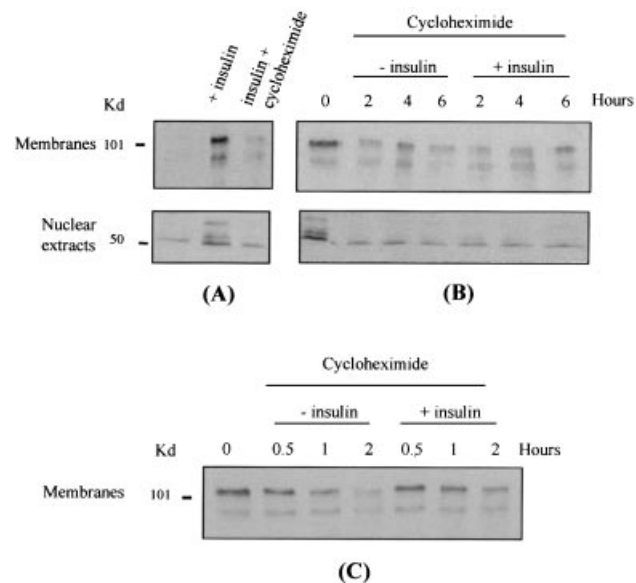 + insulin
insulin +
cycloheximide
Kd
Membranes 101
Nuclear
extracts 50
(A)
Cycloheximide
- insulin + insulin
0 2 4 6 2 4 6 Hours
(B)
Cycloheximide
- insulin + insulin
Kd 0 0.5 1 2 0.5 1 2 Hours
Membranes 101
(C)